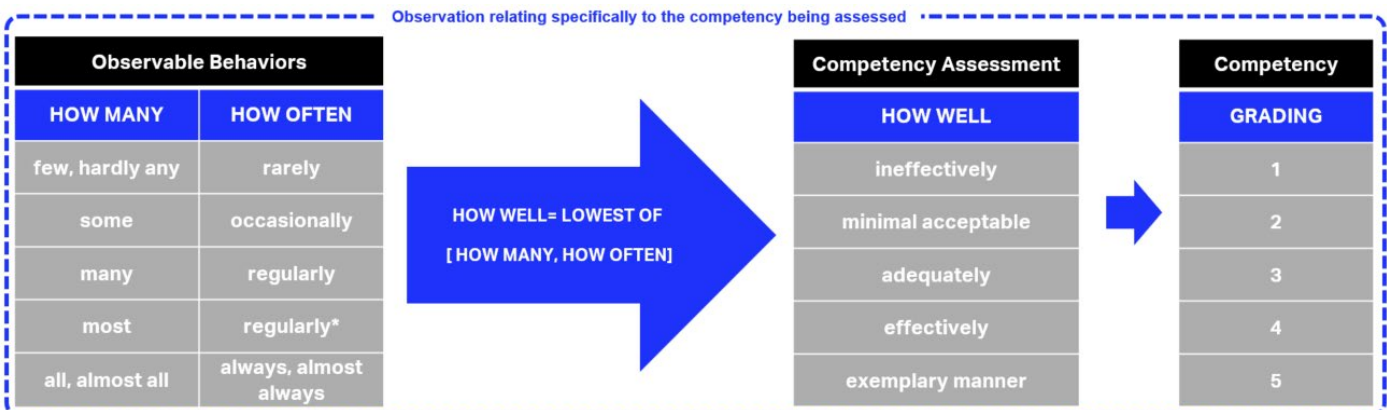 Observation relating specifically to the competency being assessed
Observable Behaviors
HOW MANY HOW OFTEN
few, hardly any rarely
some occasionally
many regularly
most regularly*
all, almost all always, almost
always
HOW WELL= LOWEST OF
[ HOW MANY, HOW OFTEN]
Competency Assessment
HOW WELL
ineffectively
minimal acceptable
adequately
effectively
exemplary manner
Competency
GRADING
1
2
3
4
5